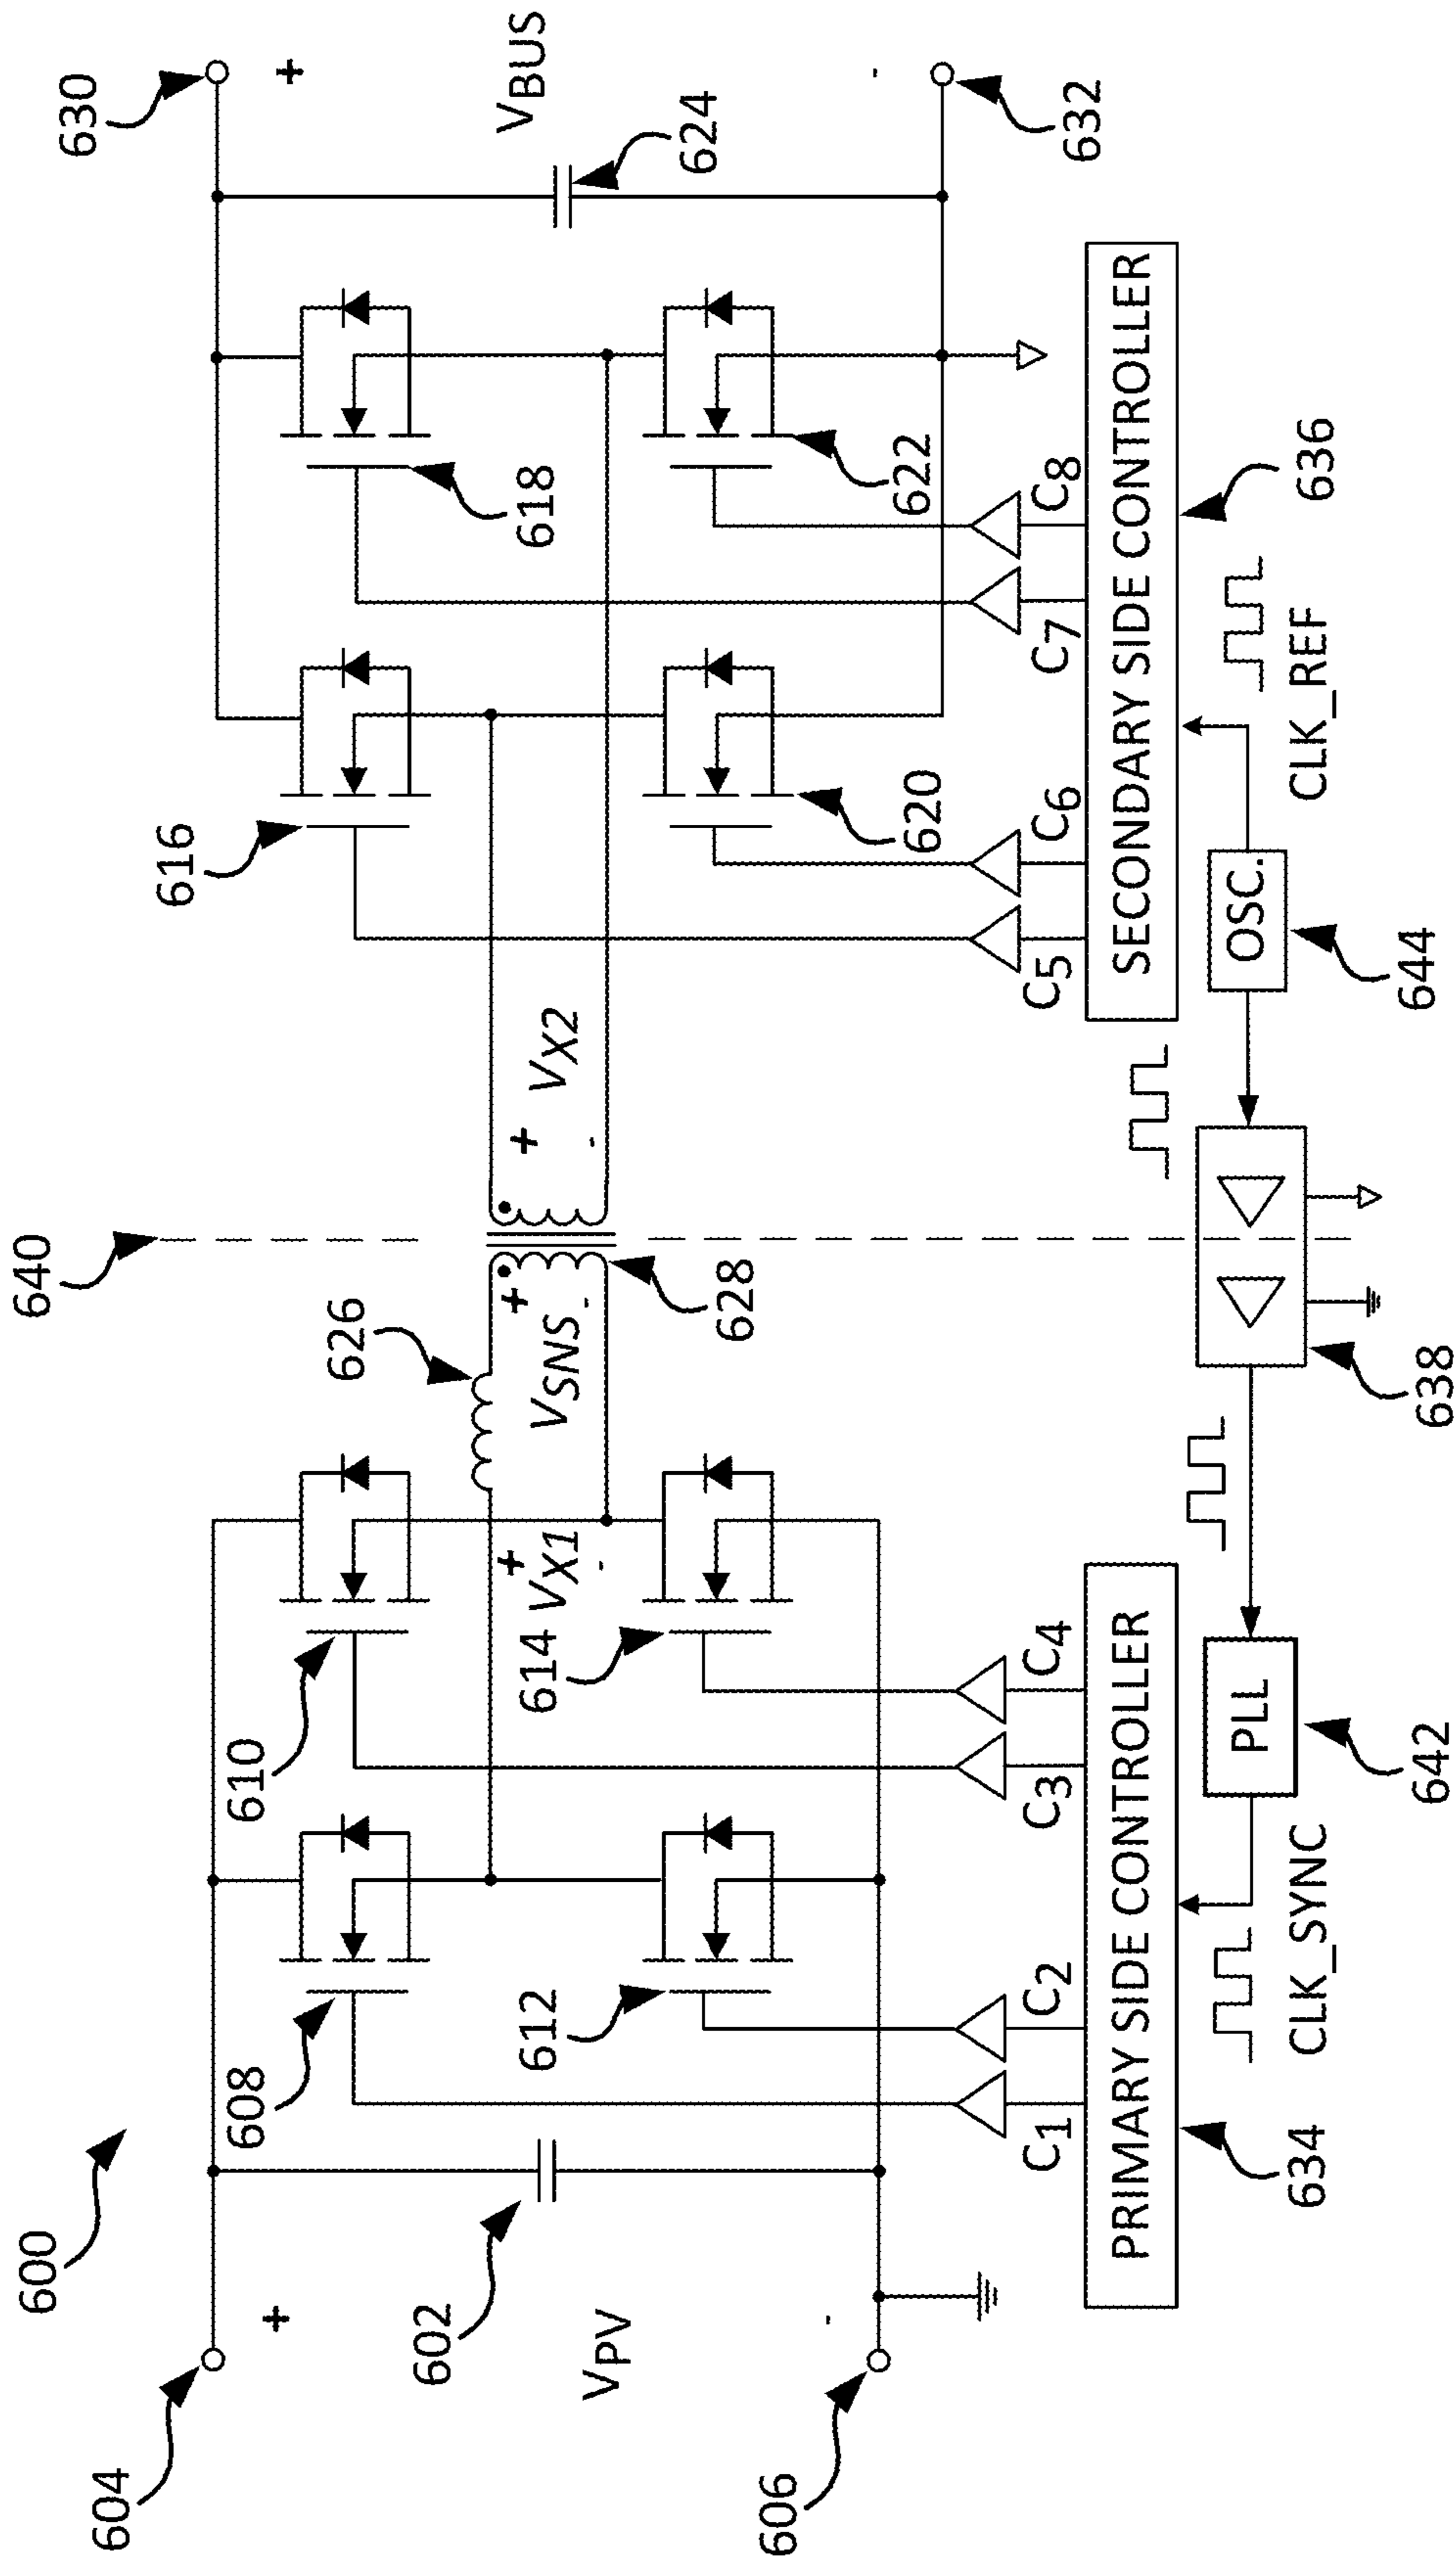 600
604
+
602
VPV
-
606
608
610
612
614
+
VX1
-
626
+
VSNS
-
628
640
+
VX2
-
616
618
620
622
630
+
VBUS
624
-
632
C1
C2
C3
C4
PRIMARY SIDE CONTROLLER
634
C5
C6
C7
C8
SECONDARY SIDE CONTROLLER
636
CLK_SYNC
PLL
642
638
OSC.
644
CLK_REF